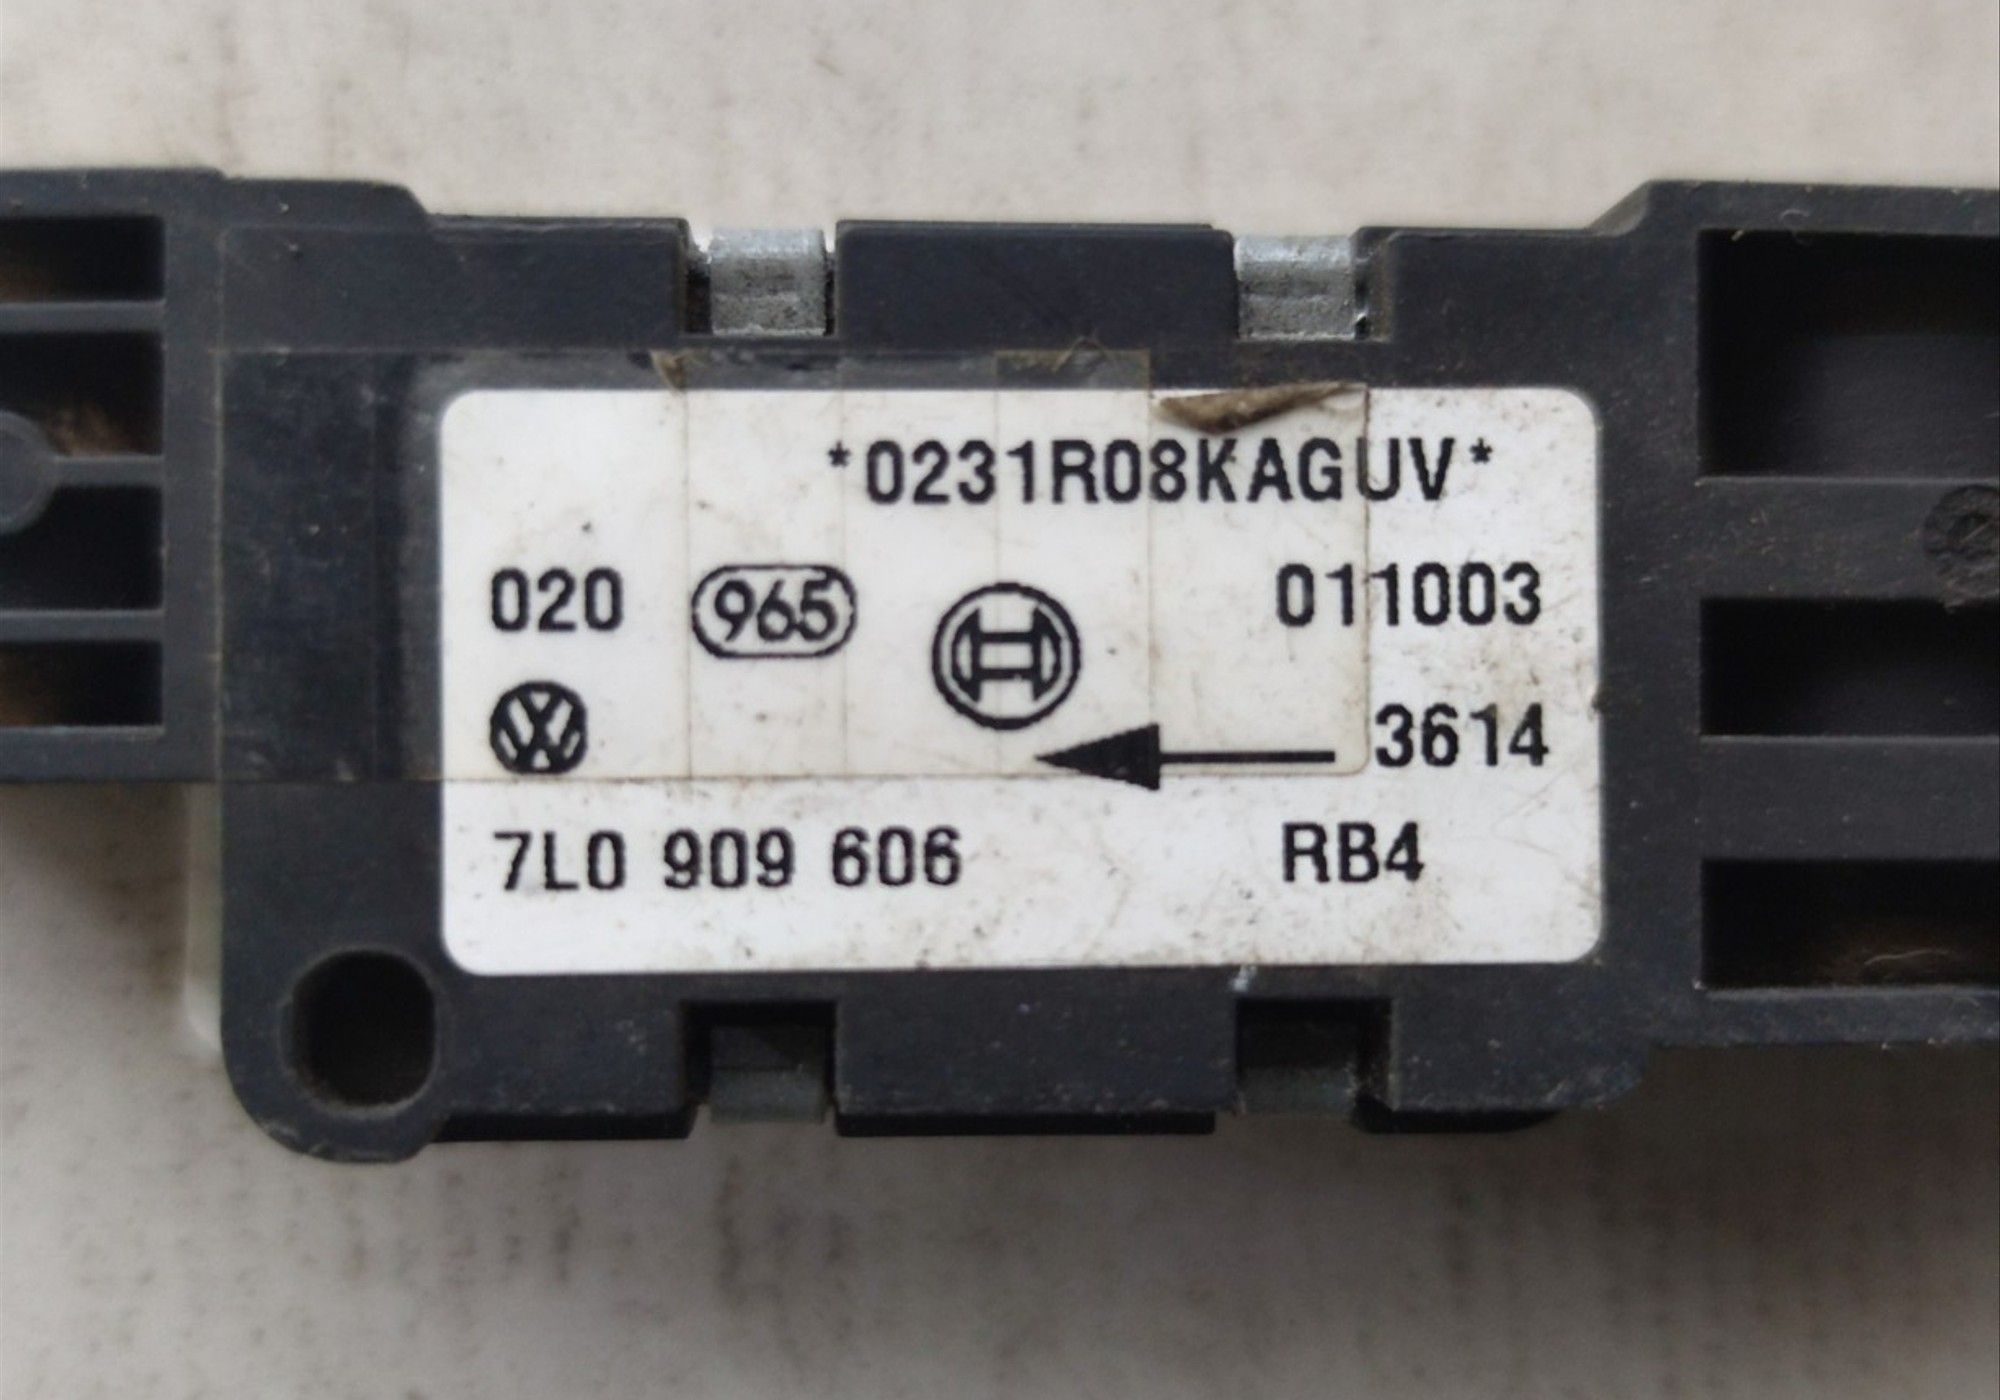 *0231R08KAGUV*
020 965 011003
3614
7L0 909 606 RB4